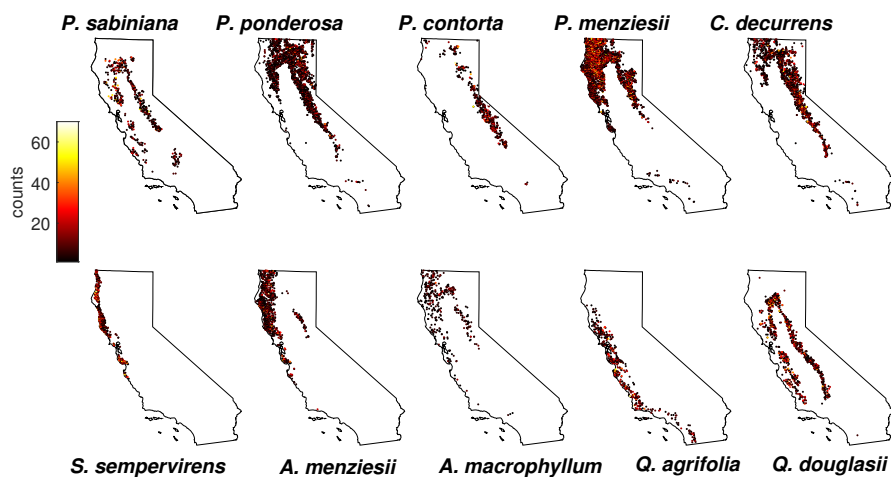 P. sabiniana P. ponderosa P. contorta P. menziesii C. decurrens
60
40
20
counts
S. sempervirens A. menziesii A. macrophyllum Q. agrifolia Q. douglasii